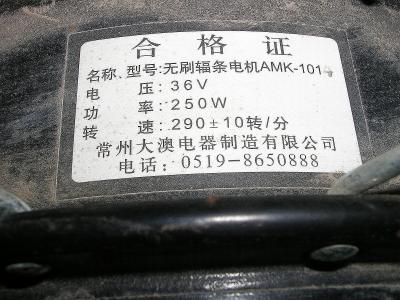 合格证
名称、型号:无刷辐条电机AMK-101
电压:36V
功率:250W
转速:290±10转/分
常州大澳电器制造有限公司
电话:0519-8650888